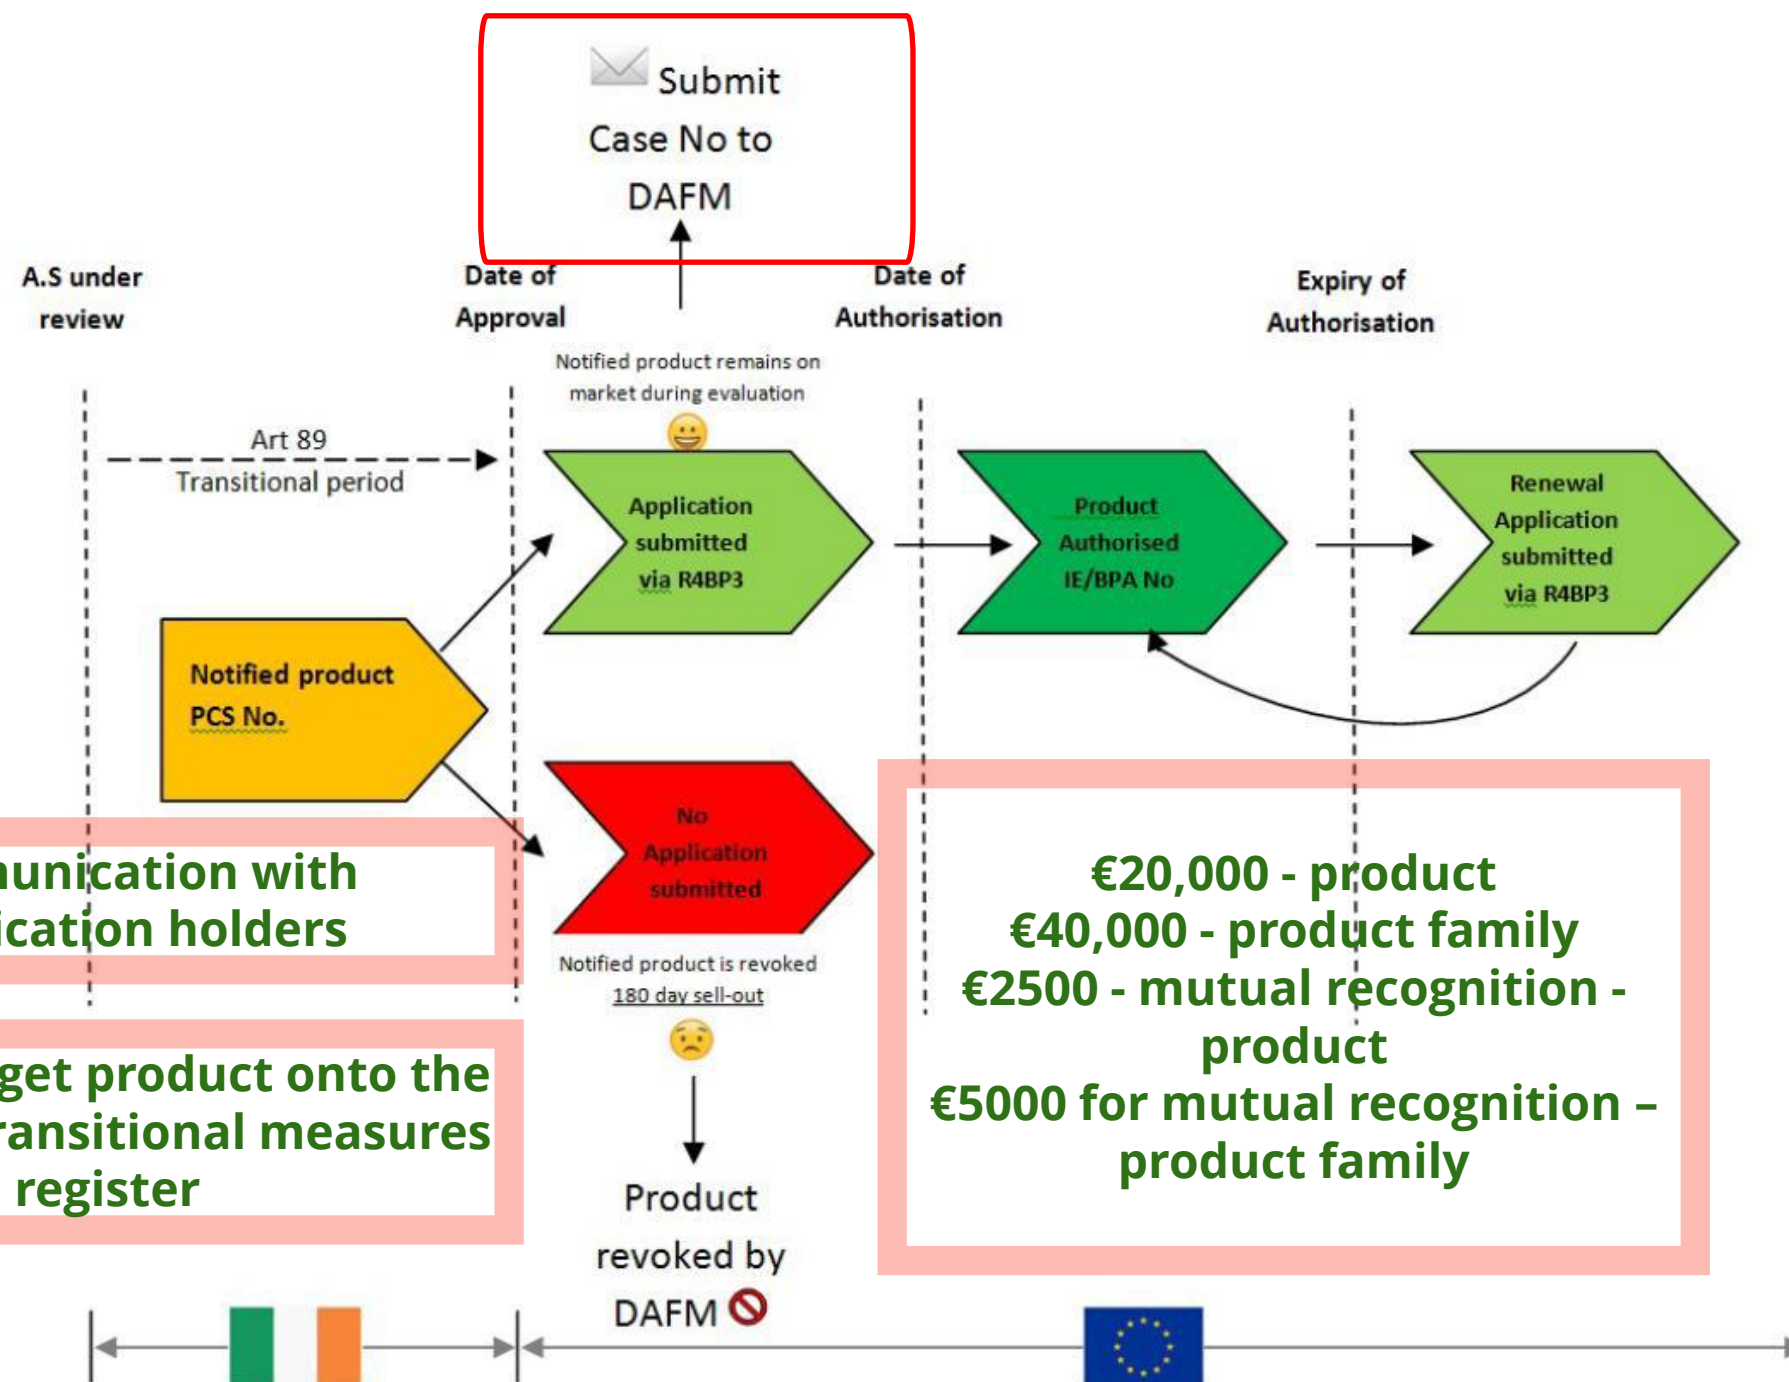 Submit
Case No to
DAFM
A.S under
review
Date of
Approval
Date of
Authorisation
Expiry of
Authorisation
Notified product remains on
market during evaluation
Art 89
Transitional period
Application
submitted
via R4BP3
Product
Authorised
IE/BPA No
Renewal
Application
submitted
via R4BP3
Notified product
PCS No.
No
Application
submitted
with
holders
Notified product is revoked
180 day sell-out
get product onto the
measures
register
€20,000 - product
€40,000 - product family
€2500 - mutual recognition -
product
€5000 for mutual recognition –
product family
Product
revoked by
DAFM